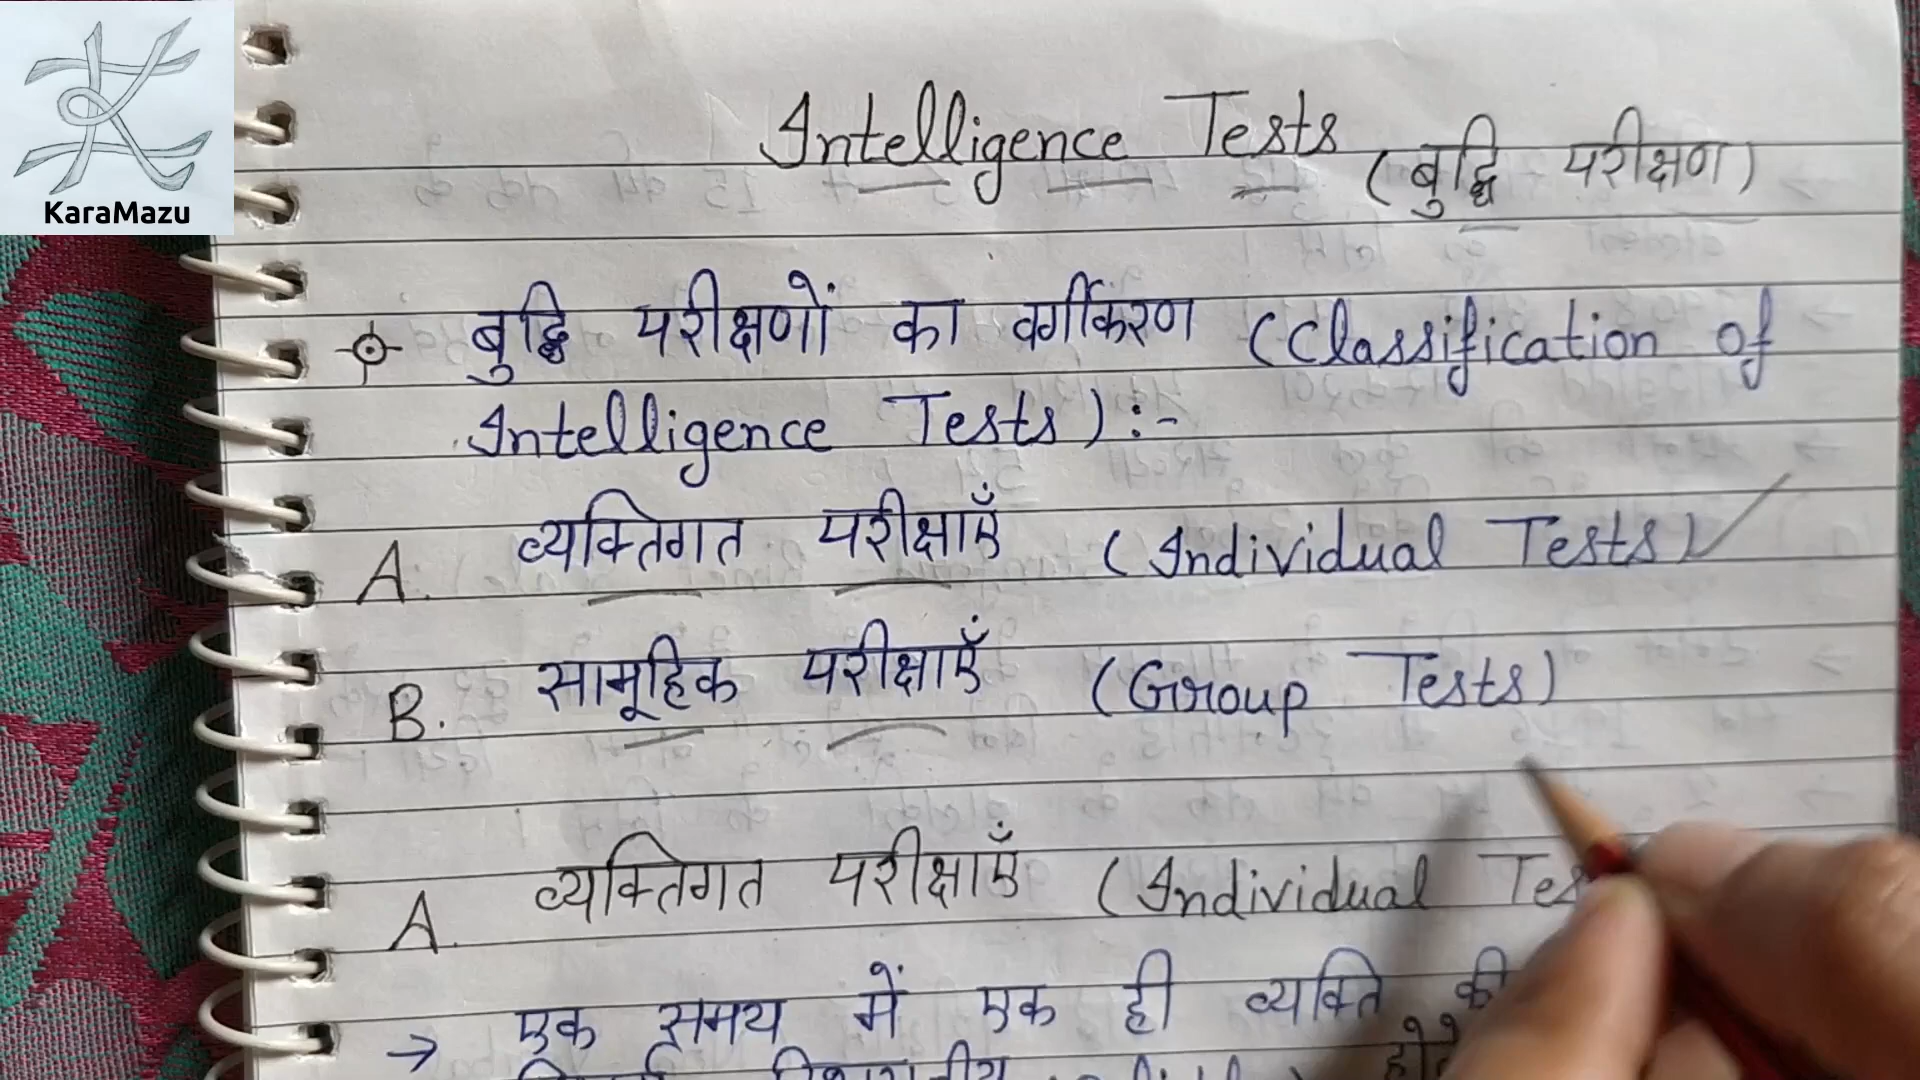 KaraMazu
Intelligence Tests (बुद्धि परीक्षण)
बुद्धि परीक्षणों का वर्गीकरण (Classification of
Intelligence Tests):-
A. व्यक्तिगत परीक्षाएँ (Individual Tests)
B. सामूहिक परीक्षाएँ (Group Tests)
A. व्यक्तिगत परीक्षाएँ (Individual Tes
→ एक समय में एक ही व्यक्ति की